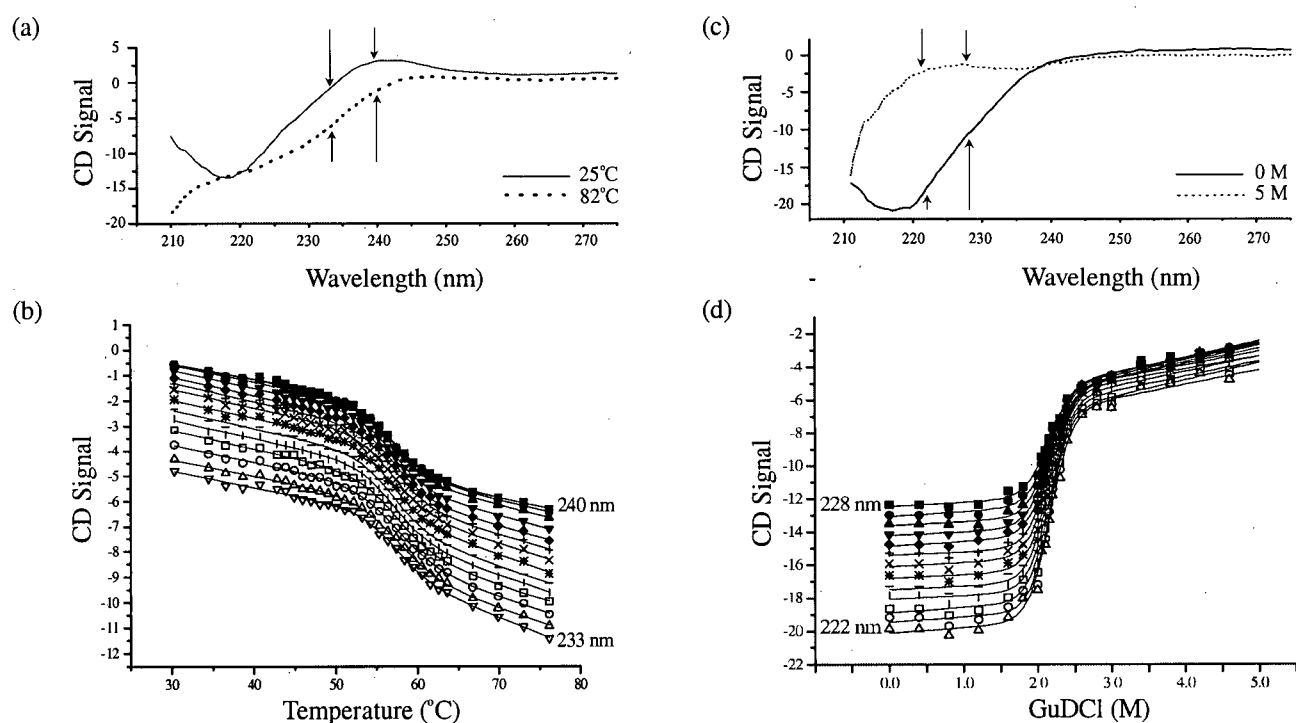 (a)
CD Signal
5
0
-5
-10
-15
-20
25°C
82°C
210 220 230 240 250 260 270
Wavelength (nm)
(b)
CD Signal
1
0
-1
-2
-3
-4
-5
-6
-7
-8
-9
-10
-11
-12
240 nm
233 nm
30 40 50 60 70 80
Temperature (°C)
(c)
CD Signal
0
-5
-10
-15
-20
0 M
5 M
210 220 230 240 250 260 270
Wavelength (nm)
(d)
CD Signal
-2
-4
-6
-8
-10
-12
-14
-16
-18
-20
-22
228 nm
222 nm
0.0 1.0 2.0 3.0 4.0 5.0
GuDCl (M)